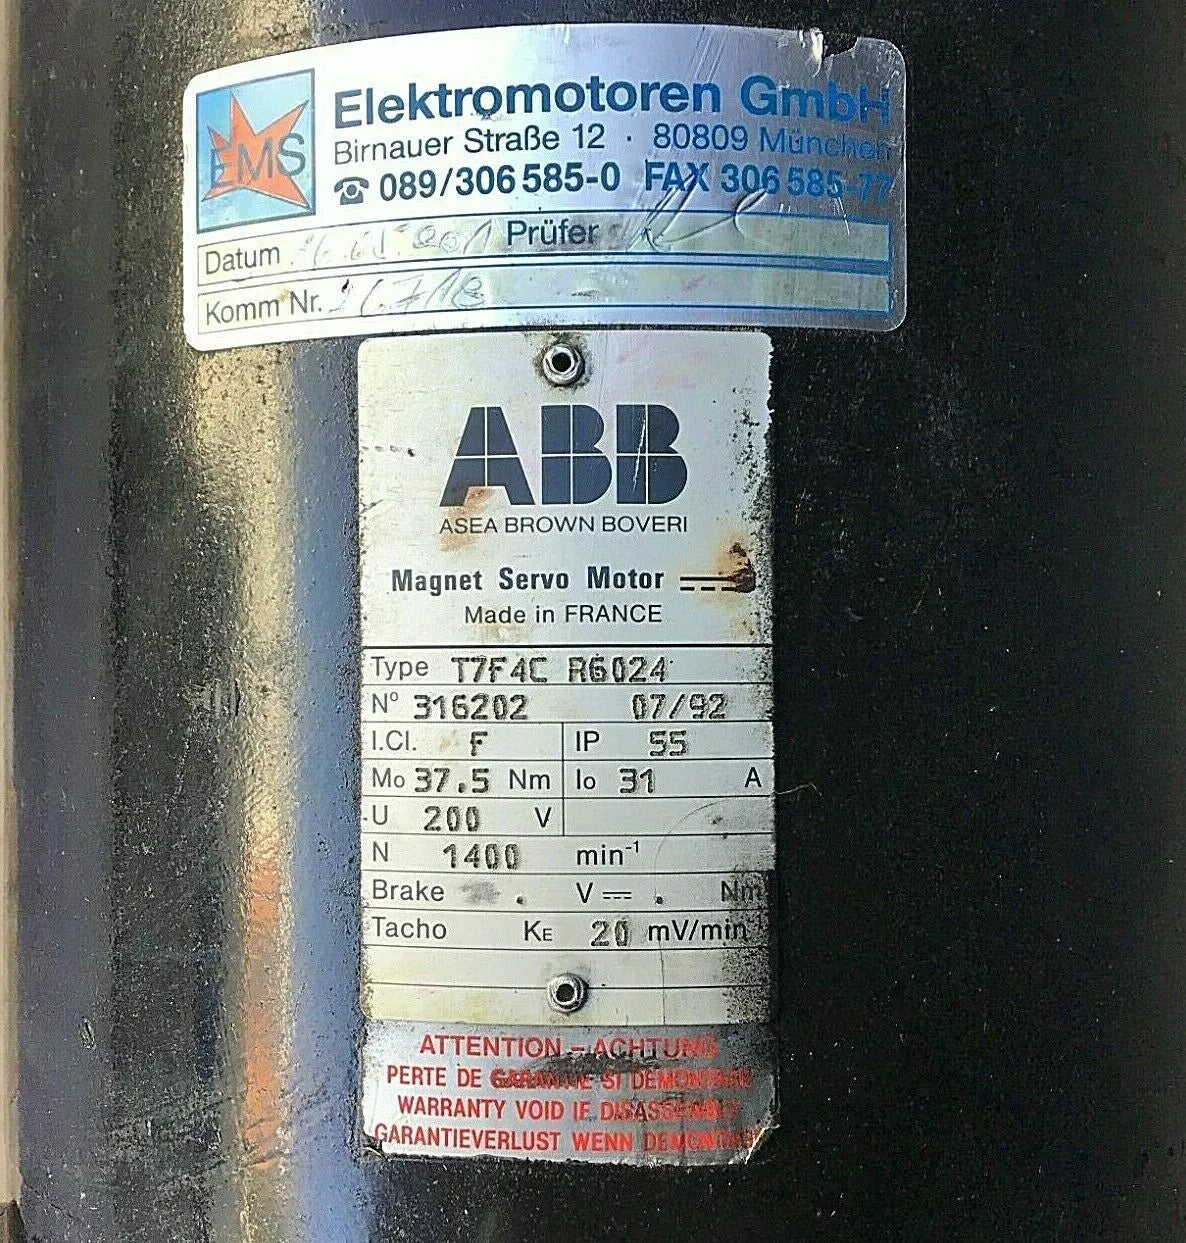 EMS
Elektromotoren GmbH
Birnauer Straße 12 · 80809 München
☎ 089/306 585-0 FAX 306 585-77
Datum Prüfer
Komm Nr.
ABB
ASEA BROWN BOVERI
Magnet Servo Motor
Made in FRANCE
Type T7F4C R6024
N° 316202 07/92
I.Cl. F IP 55
Mo 37.5 Nm Io 31 A
U 200 V
N 1400 min⁻¹
Brake . V . Nm
Tacho KE 20 mV/min⁻¹
ATTENTION - ACHTUNG
PERTE DE GARANTIE SI DEMONTAGE
WARRANTY VOID IF DISASSEMBLY
GARANTIEVERLUST WENN DEMONTAGE